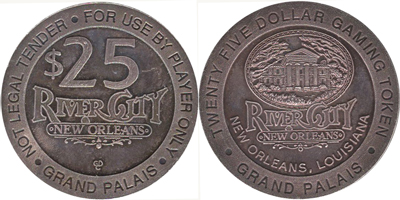 NOT LEGAL TENDER • FOR USE BY PLAYER ONLY
$25
RIVER CITY
• NEW ORLEANS •
• GRAND PALAIS •
TWENTY FIVE DOLLAR GAMING TOKEN
RIVER CITY
• NEW ORLEANS •
NEW ORLEANS, LOUISIANA
• GRAND PALAIS •